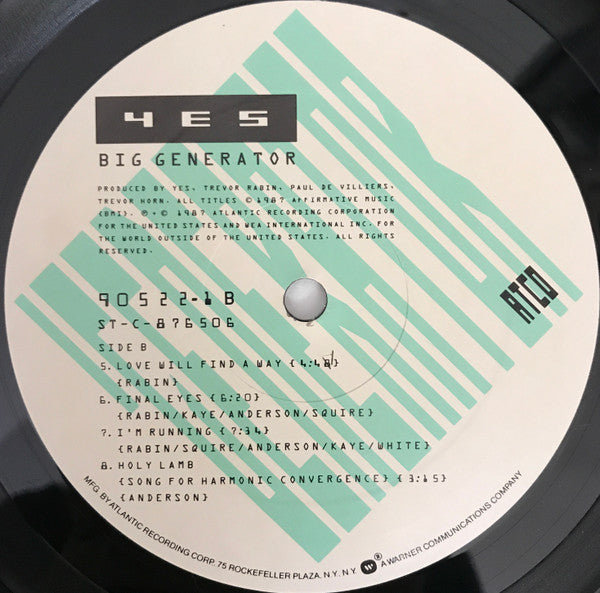 YES
BIG GENERATOR
PRODUCED BY YES, TREVOR RABIN, PAUL DE VILLIERS,
TREVOR HORN. ALL TITLES © 1987 AFFIRMATIVE MUSIC
(BMI). ℗ + © 1987 ATLANTIC RECORDING CORPORATION
FOR THE UNITED STATES AND WEA INTERNATIONAL INC. FOR
THE WORLD OUTSIDE OF THE UNITED STATES. ALL RIGHTS
RESERVED.
90522-1 B
ATCO
ST-C-876506
SIDE B
5. LOVE WILL FIND A WAY {4:48}
{RABIN}
6. FINAL EYES {6:20}
{RABIN/KAYE/ANDERSON/SQUIRE}
7. I'M RUNNING {7:34}
{RABIN/SQUIRE/ANDERSON/KAYE/WHITE}
8. HOLY LAMB
{SONG FOR HARMONIC CONVERGENCE} {3:15}
{ANDERSON}
MFG. BY ATLANTIC RECORDING CORP. 75 ROCKEFELLER PLAZA. N.Y. N.Y. W ® A WARNER COMMUNICATIONS COMPANY